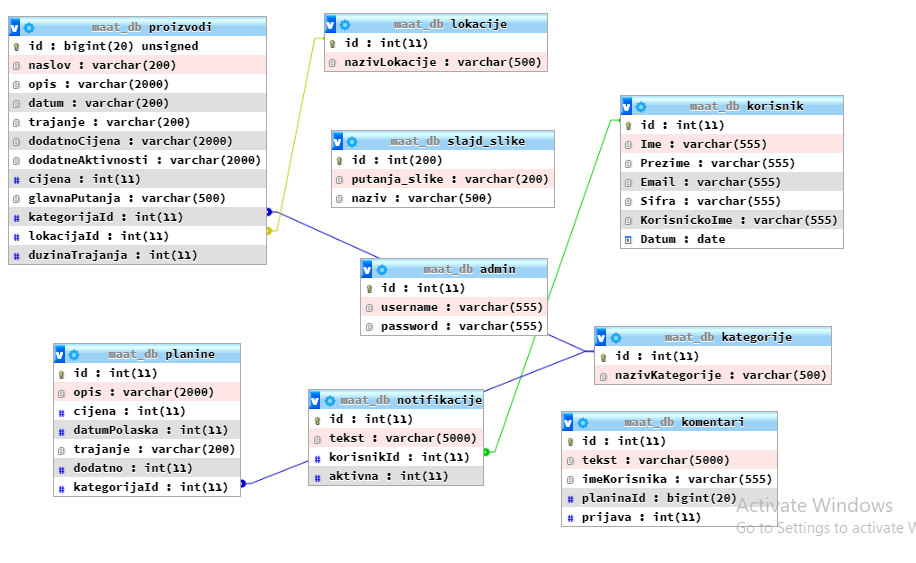 maat_db proizvodi
id : bigint(20) unsigned
naslov : varchar(200)
opis : varchar(2000)
datum : varchar(200)
trajanje : varchar(200)
dodatnoCijena : varchar(2000)
dodatneAktivnosti : varchar(2000)
cijena : int(11)
glavnaPutanja : varchar(500)
kategorijaId : int(11)
lokacijaId : int(11)
duzinaTrajanja : int(11)
maat_db lokacije
id : int(11)
nazivLokacije : varchar(500)
maat_db slajd_slike
id : int(200)
putanja_slike : varchar(200)
naziv : varchar(500)
maat_db korisnik
id : int(11)
Ime : varchar(555)
Prezime : varchar(555)
Email : varchar(555)
Sifra : varchar(555)
KorisnickoIme : varchar(555)
Datum : date
maat_db admin
id : int(11)
username : varchar(555)
password : varchar(555)
maat_db kategorije
id : int(11)
nazivKategorije : varchar(500)
maat_db planine
id : int(11)
opis : varchar(2000)
cijena : int(11)
datumPolaska : int(11)
trajanje : varchar(200)
dodatno : int(11)
kategorijaId : int(11)
maat_db notifikacije
id : int(11)
tekst : varchar(5000)
korisnikId : int(11)
aktivna : int(11)
maat_db komentari
id : int(11)
tekst : varchar(5000)
imeKorisnika : varchar(555)
planinaId : bigint(20)
prijava : int(11)
Activate Windows
Go to Settings to activate W